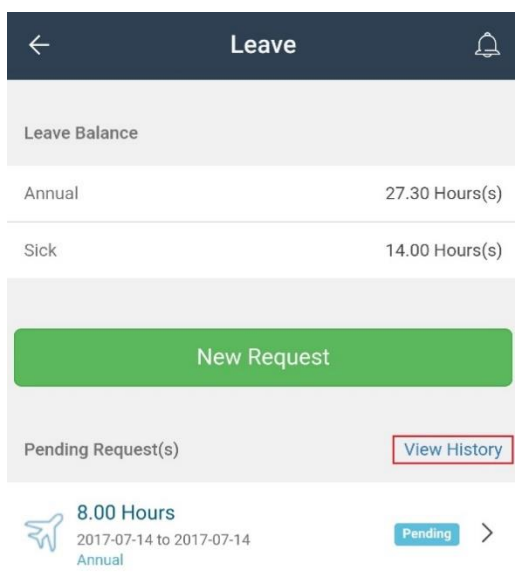 Leave
Leave Balance
Annual 27.30 Hours(s)
Sick 14.00 Hours(s)
New Request
Pending Request(s) View History
8.00 Hours
2017-07-14 to 2017-07-14 Pending
Annual